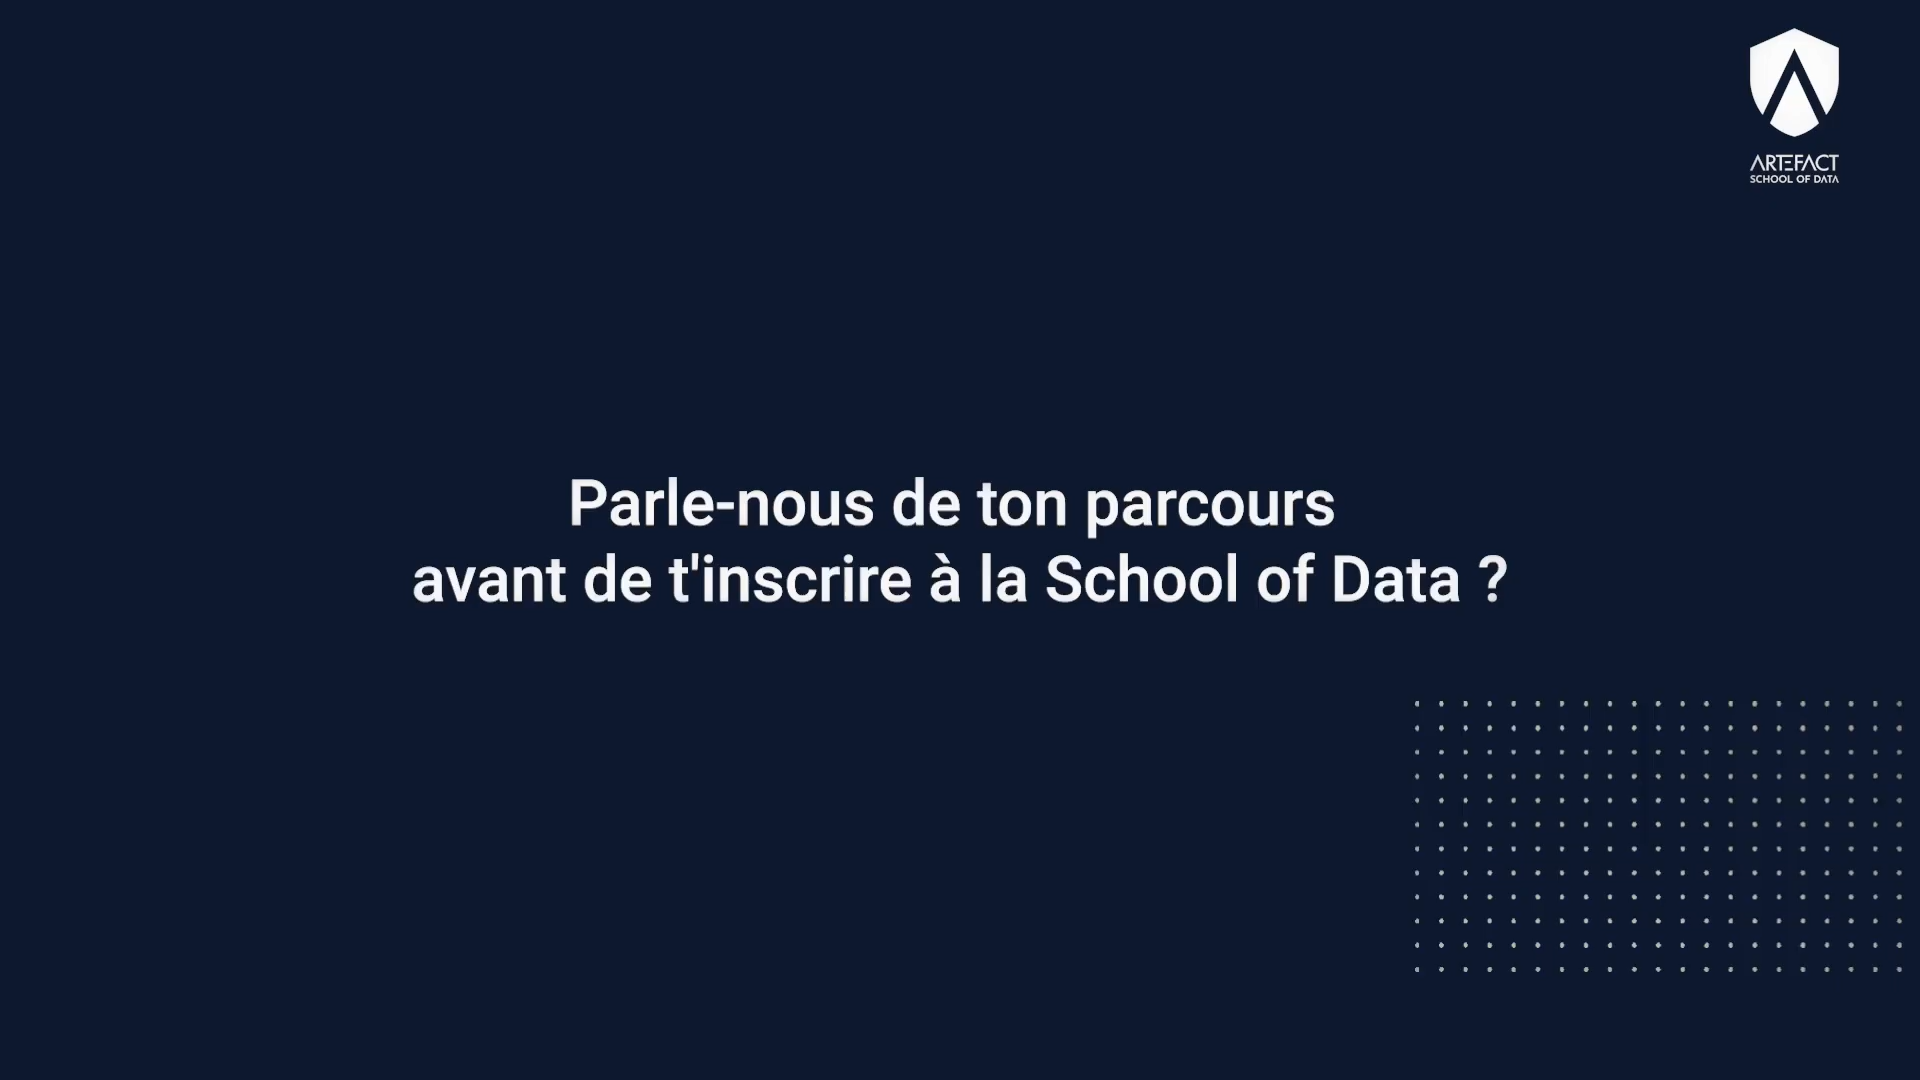 ARTEFACT
SCHOOL OF DATA
Parle-nous de ton parcours
avant de t'inscrire à la School of Data ?